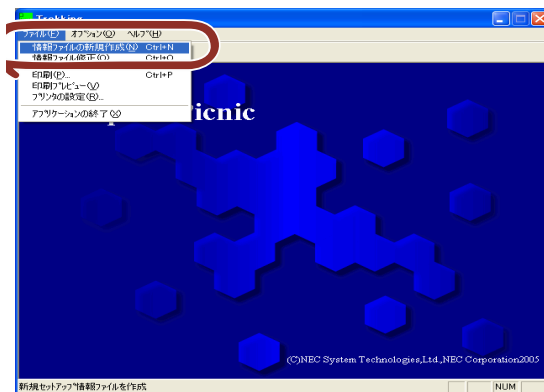 Trekking
ファイル(F) オプション(O) ヘルプ(H)
情報ファイルの新規作成(N) Ctrl+N
情報ファイル修正(O) Ctrl+O
印刷(P)... Ctrl+P
印刷プレビュー(V)
プリンタの設定(R)...
アプリケーションの終了(X)
icnic
(C)NEC System Technologies,Ltd.,NEC Corporation2005
新規セットアップ情報ファイルを作成 NUM